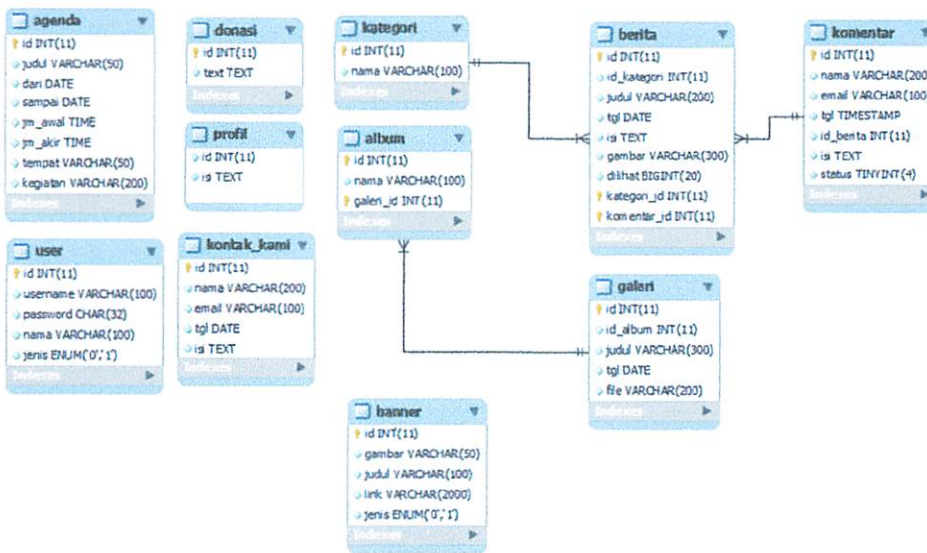 agenda
id INT(11)
judul VARCHAR(50)
dari DATE
sampai DATE
jm_awal TIME
jm_akir TIME
tempat VARCHAR(50)
kegiatan VARCHAR(200)
Indexes
donasi
id INT(11)
text TEXT
Indexes
profil
id INT(11)
isi TEXT
kategori
id INT(11)
nama VARCHAR(100)
Indexes
album
id INT(11)
nama VARCHAR(100)
galeri_id INT(11)
Indexes
berita
id INT(11)
id_kategori INT(11)
judul VARCHAR(200)
tgl DATE
isi TEXT
gambar VARCHAR(300)
dilihat BIGINT(20)
kategori_id INT(11)
komentar_id INT(11)
Indexes
komentar
id INT(11)
nama VARCHAR(200
email VARCHAR(100)
tgl TIMESTAMP
id_berita INT(11)
isi TEXT
status TINYINT(4)
Indexes
user
id INT(11)
username VARCHAR(100)
password CHAR(32)
nama VARCHAR(100)
jenis ENUM('0','1')
Indexes
kontak_kami
id INT(11)
nama VARCHAR(200)
email VARCHAR(100)
tgl DATE
isi TEXT
Indexes
galeri
id INT(11)
id_album INT(11)
judul VARCHAR(300)
tgl DATE
file VARCHAR(200)
Indexes
banner
id INT(11)
gambar VARCHAR(50)
judul VARCHAR(100)
link VARCHAR(2000)
jenis ENUM('0','1')
Indexes